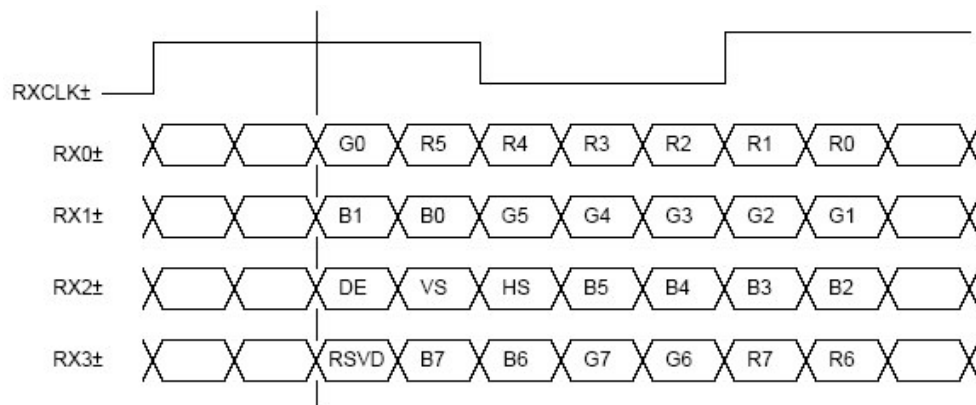 RXCLK±
RX0± G0 R5 R4 R3 R2 R1 R0
RX1± B1 B0 G5 G4 G3 G2 G1
RX2± DE VS HS B5 B4 B3 B2
RX3± RSVD B7 B6 G7 G6 R7 R6